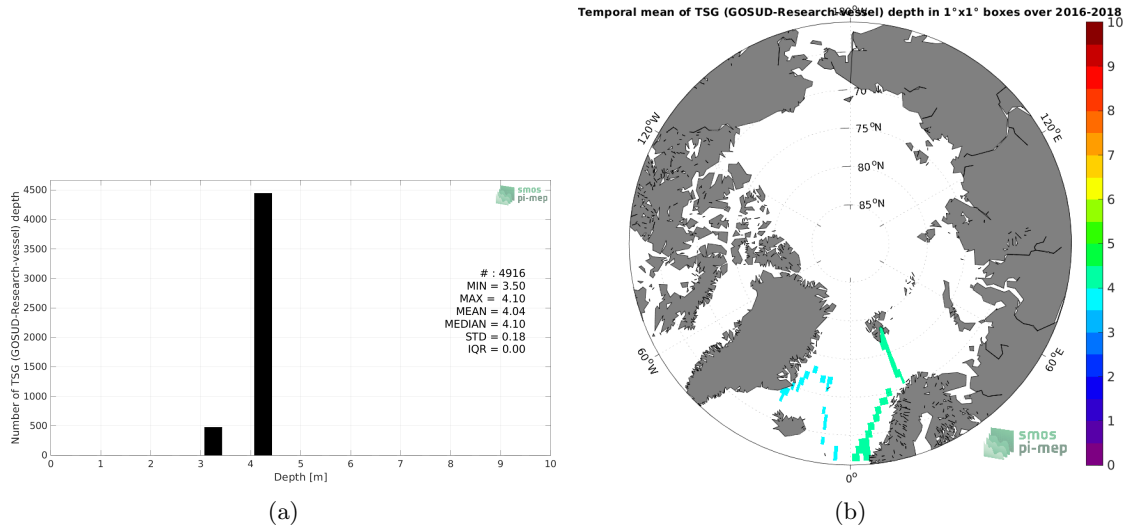 Number of TSG (GOSUD-Research-vessel) depth
4500
4000
3500
3000
2500
2000
1500
1000
500
0
0 1 2 3 4 5 6 7 8 9 10
Depth [m]
smos
pi-mep
# : 4916
MIN = 3.50
MAX = 4.10
MEAN = 4.04
MEDIAN = 4.10
STD = 0.18
IQR = 0.00
(a)
Temporal mean of TSG (GOSUD-Research-vessel) depth in 1°x1° boxes over 2016-2018
180°W
120°W
120°E
60°W
60°E
0°
70°N
75°N
80°N
85°N
10
9
8
7
6
5
4
3
2
1
0
smos
pi-mep
(b)